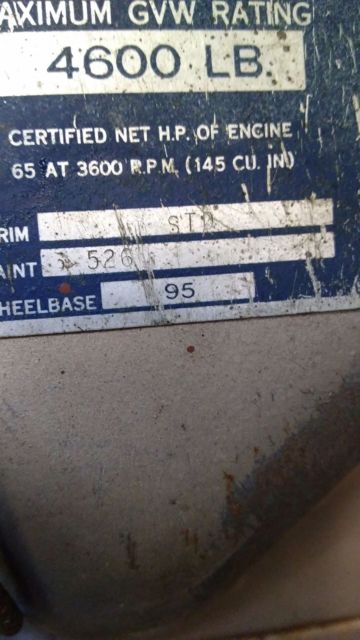 AXIMUM GVW RATING
4600 LB.
CERTIFIED NET H.P. OF ENGINE
65 AT 3600 R.P.M. (145 CU. IN.)
RIM STD
AINT 526
HEELBASE 95